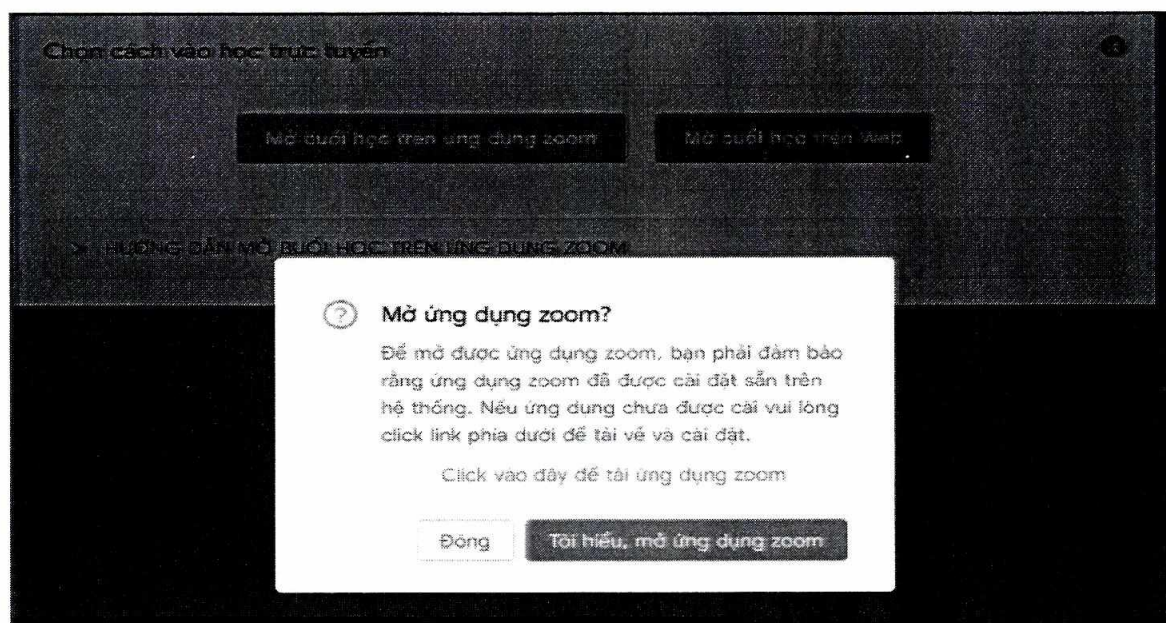 Chọn cách vào học trực tuyến
Mở buổi học trên ứng dụng zoom
Mở buổi học trên Web
HƯỚNG DẪN MỞ BUỔI HỌC TRÊN ỨNG DỤNG ZOOM
Mở ứng dụng zoom?
Để mở được ứng dụng zoom, bạn phải đảm bảo
rằng ứng dụng zoom đã được cài đặt sẵn trên
hệ thống. Nếu ứng dụng chưa được cài vui lòng
click link phía dưới để tải về và cài đặt.
Click vào đây để tải ứng dụng zoom
Đóng
Tôi hiểu, mở ứng dụng zoom